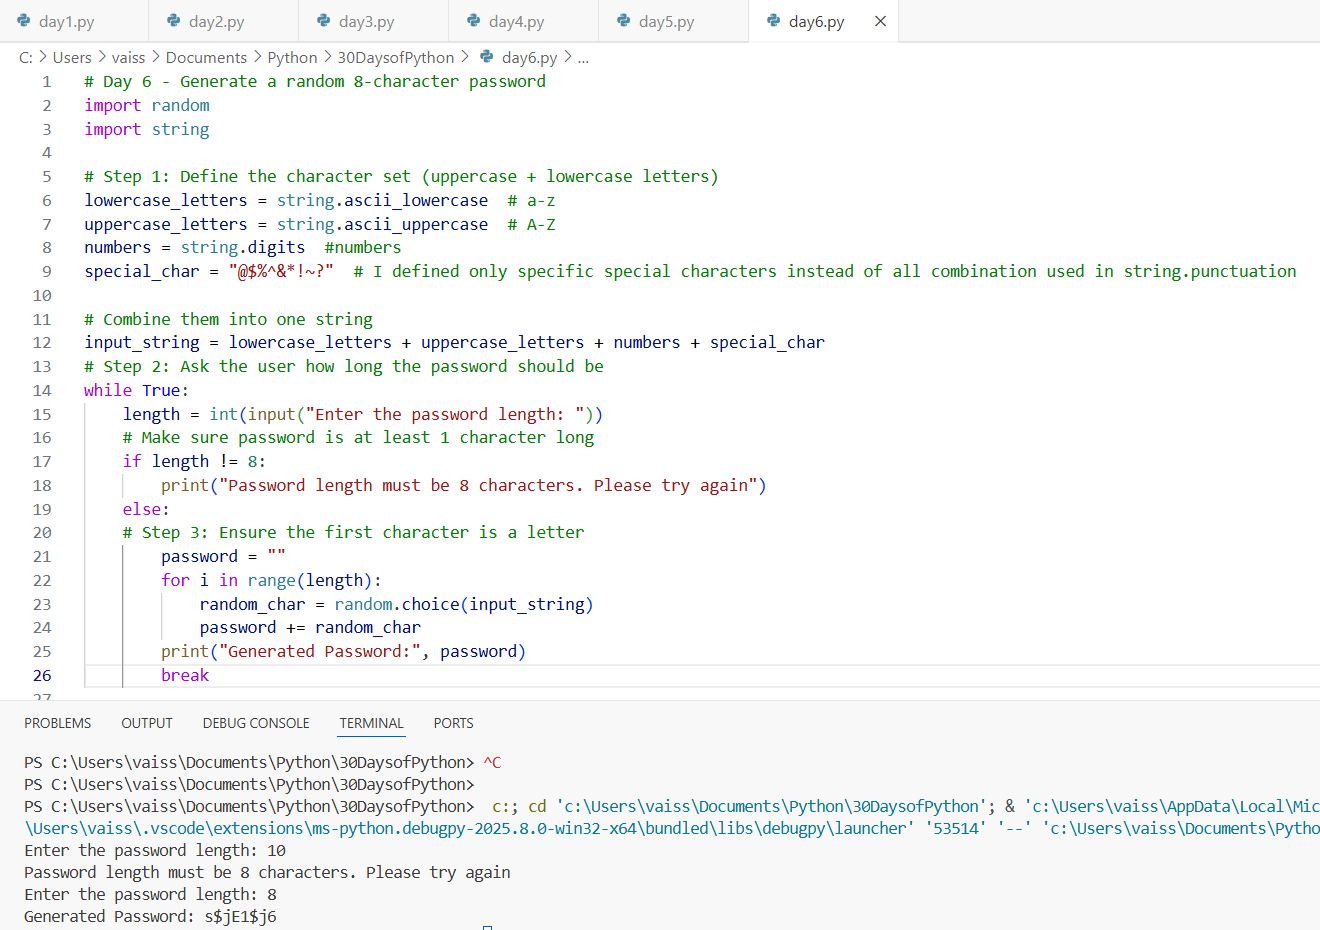 day1.py day2.py day3.py day4.py day5.py day6.py
C: > Users > vaiss > Documents > Python > 30DaysofPython > day6.py > ...
1 # Day 6 - Generate a random 8-character password
2 import random
3 import string
4
5 # Step 1: Define the character set (uppercase + lowercase letters)
6 lowercase_letters = string.ascii_lowercase  # a-z
7 uppercase_letters = string.ascii_uppercase  # A-Z
8 numbers = string.digits  #numbers
9 special_char = "@$%^&*!~?"  # I defined only specific special characters instead of all combination used in string.punctuation
10
11 # Combine them into one string
12 input_string = lowercase_letters + uppercase_letters + numbers + special_char
13 # Step 2: Ask the user how long the password should be
14 while True:
15     length = int(input("Enter the password length: "))
16     # Make sure password is at least 1 character long
17     if length != 8:
18         print("Password length must be 8 characters. Please try again")
19     else:
20     # Step 3: Ensure the first character is a letter
21         password = ""
22         for i in range(length):
23             random_char = random.choice(input_string)
24             password += random_char
25         print("Generated Password:", password)
26         break
27
PROBLEMS OUTPUT DEBUG CONSOLE TERMINAL PORTS
PS C:\Users\vaiss\Documents\Python\30DaysofPython> ^C
PS C:\Users\vaiss\Documents\Python\30DaysofPython>
PS C:\Users\vaiss\Documents\Python\30DaysofPython>  c:; cd 'c:\Users\vaiss\Documents\Python\30DaysofPython'; & 'c:\Users\vaiss\AppData\Local\Mic
\Users\vaiss\.vscode\extensions\ms-python.debugpy-2025.8.0-win32-x64\bundled\libs\debugpy\launcher' '53514' '--' 'c:\Users\vaiss\Documents\Pytho
Enter the password length: 10
Password length must be 8 characters. Please try again
Enter the password length: 8
Generated Password: s$jE1$j6